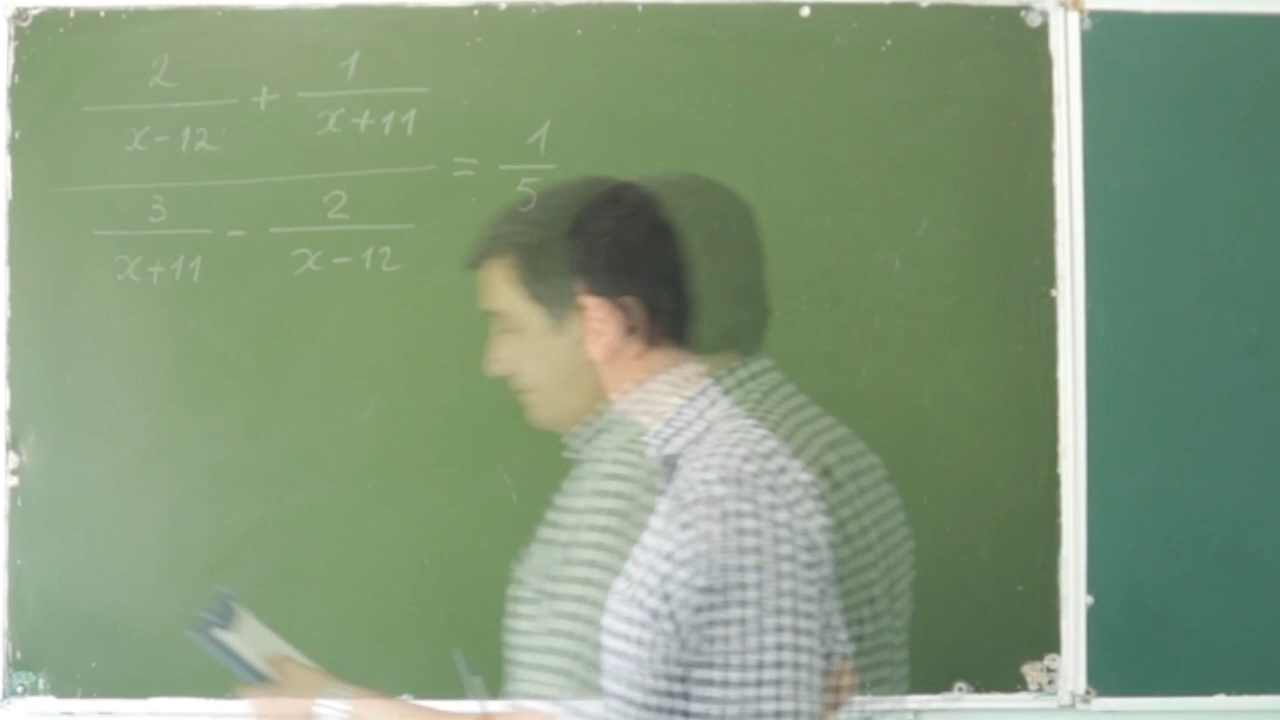 2/(x-12) + 1/(x+11)
———————— = 1/5
3/(x+11) - 2/(x-12)